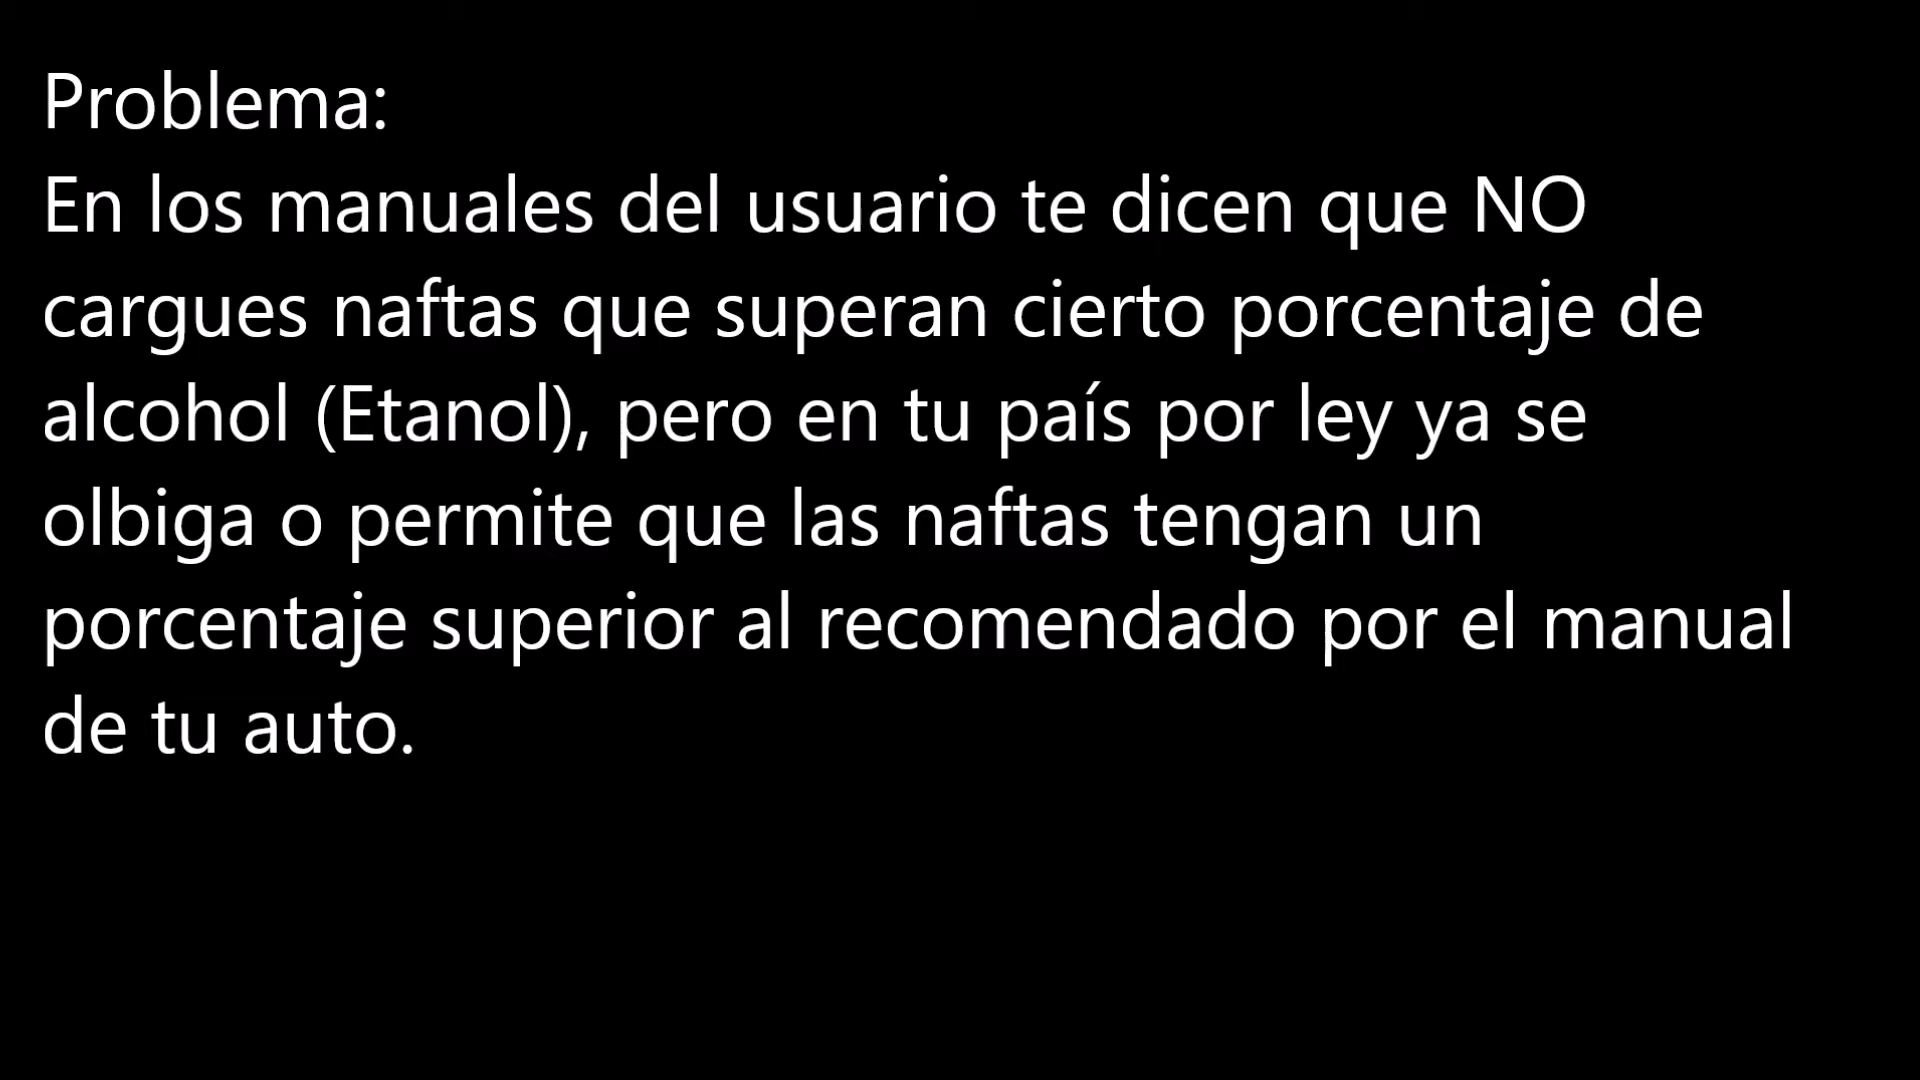 Problema:
En los manuales del usuario te dicen que NO
cargues naftas que superan cierto porcentaje de
alcohol (Etanol), pero en tu país por ley ya se
olbiga o permite que las naftas tengan un
porcentaje superior al recomendado por el manual
de tu auto.